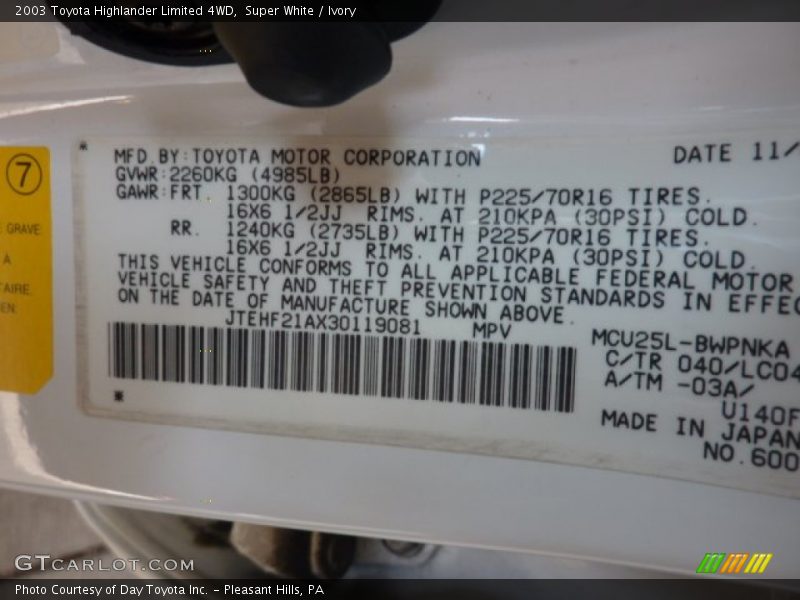 2003 Toyota Highlander Limited 4WD, Super White / Ivory
7
GRAVE
A
TAIRE.
EN:
MFD.BY:TOYOTA MOTOR CORPORATION
DATE 11/
GVWR:2260KG (4985LB)
GAWR:FRT. 1300KG (2865LB) WITH P225/70R16 TIRES.
16X6 1/2JJ RIMS. AT 210KPA (30PSI) COLD.
RR. 1240KG (2735LB) WITH P225/70R16 TIRES.
16X6 1/2JJ RIMS. AT 210KPA (30PSI) COLD.
THIS VEHICLE CONFORMS TO ALL APPLICABLE FEDERAL MOTOR
VEHICLE SAFETY AND THEFT PREVENTION STANDARDS IN EFFEC
ON THE DATE OF MANUFACTURE SHOWN ABOVE.
JTEHF21AX30119081 MPV
MCU25L-BWPNKA
C/TR 040/LC04
A/TM -03A/
U140F
MADE IN JAPAN
NO.600
GTCARLOT.COM
Photo Courtesy of Day Toyota Inc. - Pleasant Hills, PA